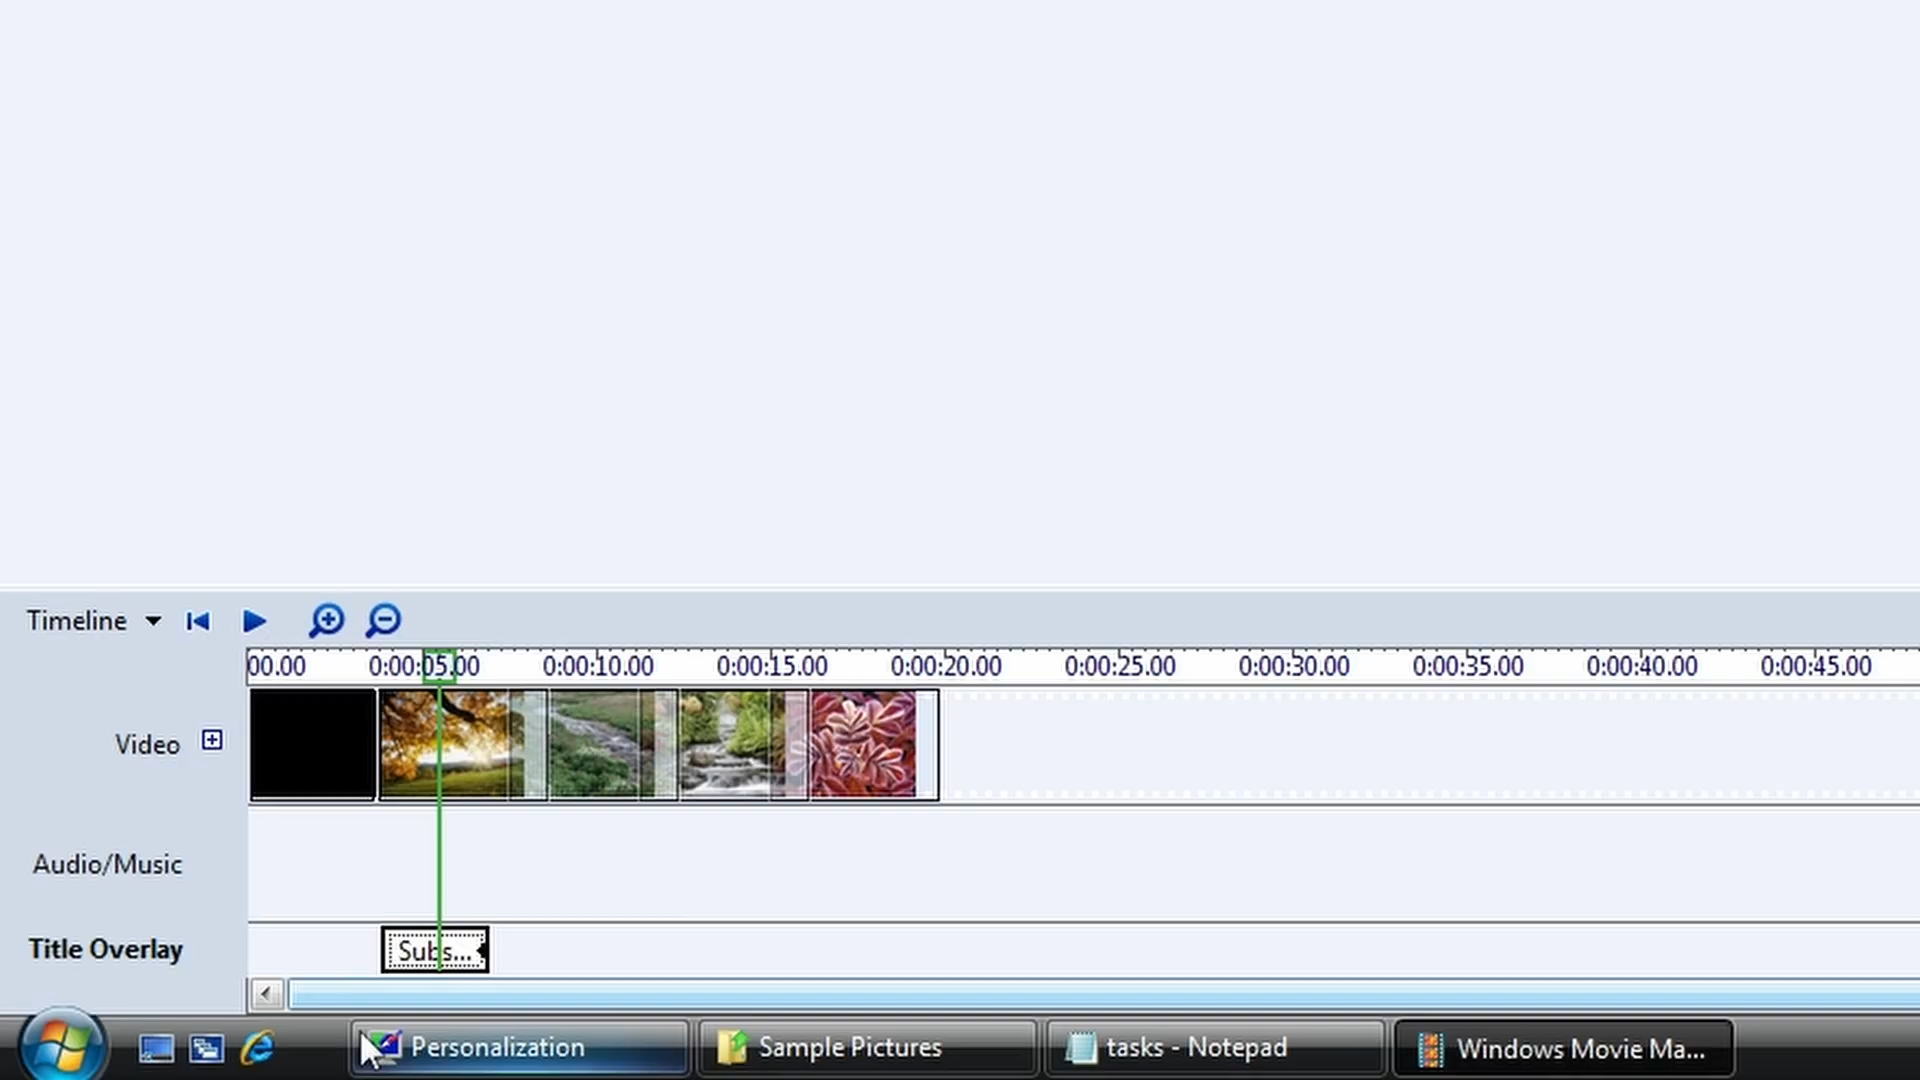 Timeline
00.00 0:00:05.00 0:00:10.00 0:00:15.00 0:00:20.00 0:00:25.00 0:00:30.00 0:00:35.00 0:00:40.00 0:00:45.00
Video
Audio/Music
Title Overlay Subs...
Personalization Sample Pictures tasks - Notepad Windows Movie Ma...